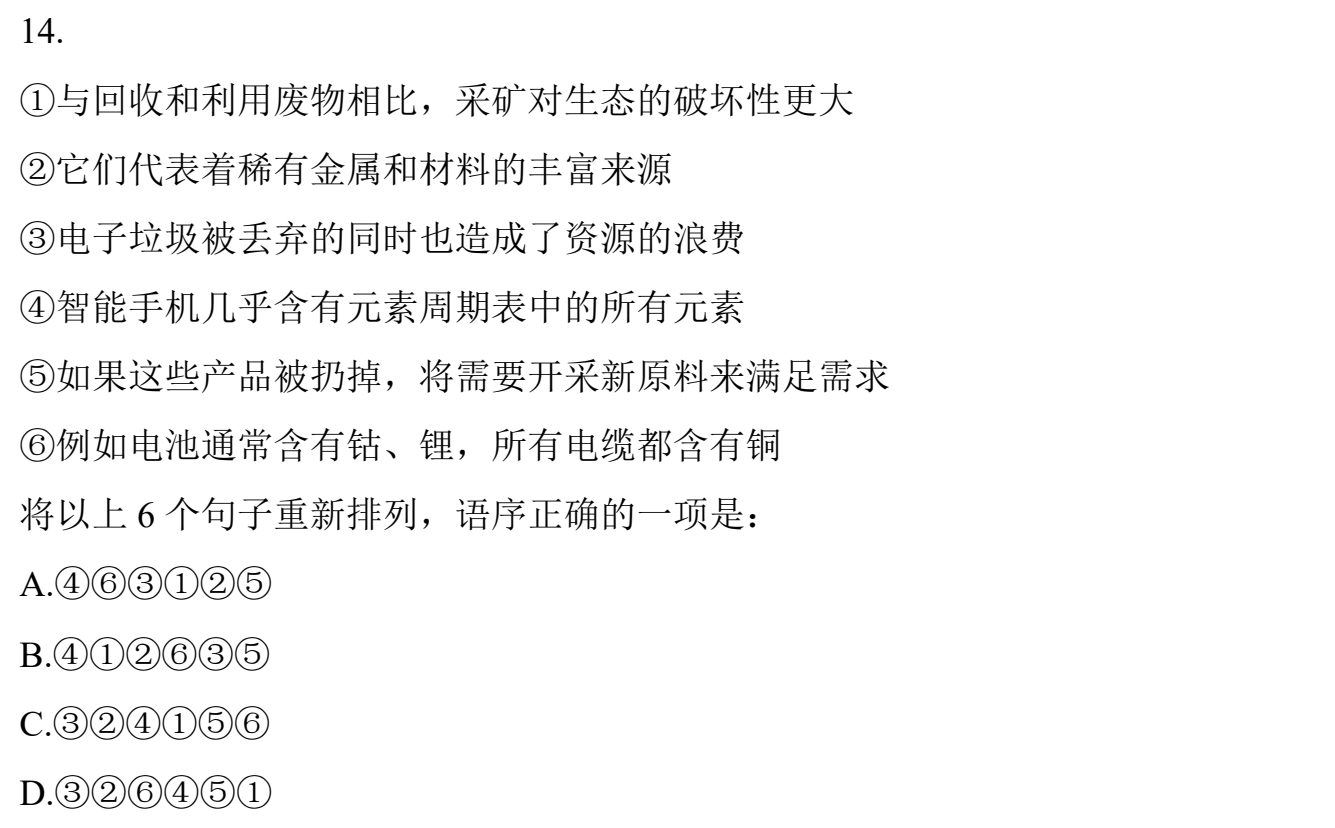 14.
①与回收和利用废物相比，采矿对生态的破坏性更大
②它们代表着稀有金属和材料的丰富来源
③电子垃圾被丢弃的同时也造成了资源的浪费
④智能手机几乎含有元素周期表中的所有元素
⑤如果这些产品被扔掉，将需要开采新原料来满足需求
⑥例如电池通常含有钴、锂，所有电缆都含有铜
将以上 6 个句子重新排列，语序正确的一项是：
A.④⑥③①②⑤
B.④①②⑥③⑤
C.③②④①⑤⑥
D.③②⑥④⑤①